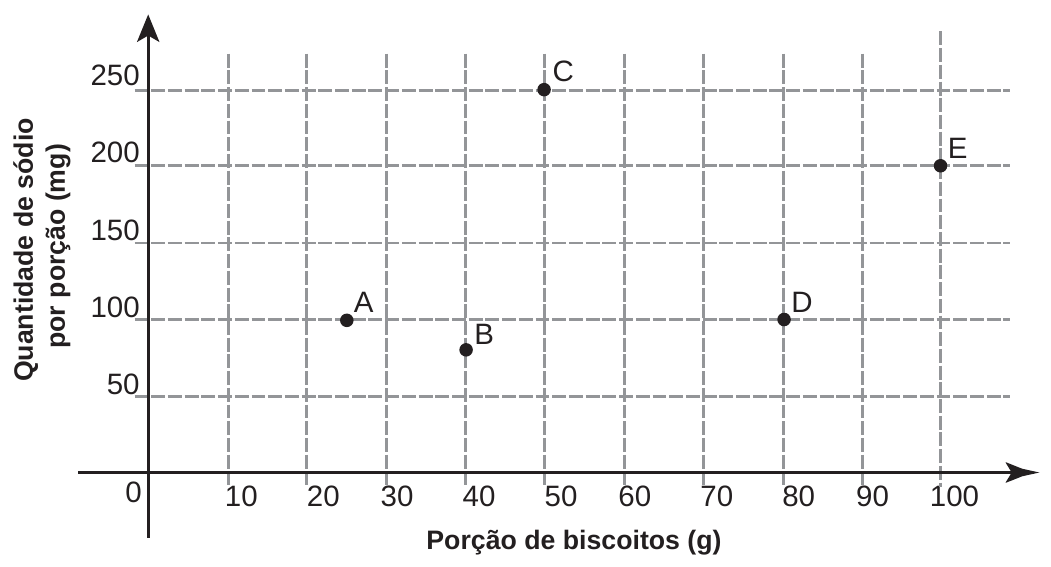 Quantidade de sódio
por porção (mg)
250
200
150
100
50
0
C
E
A
B
D
10 20 30 40 50 60 70 80 90 100
Porção de biscoitos (g)